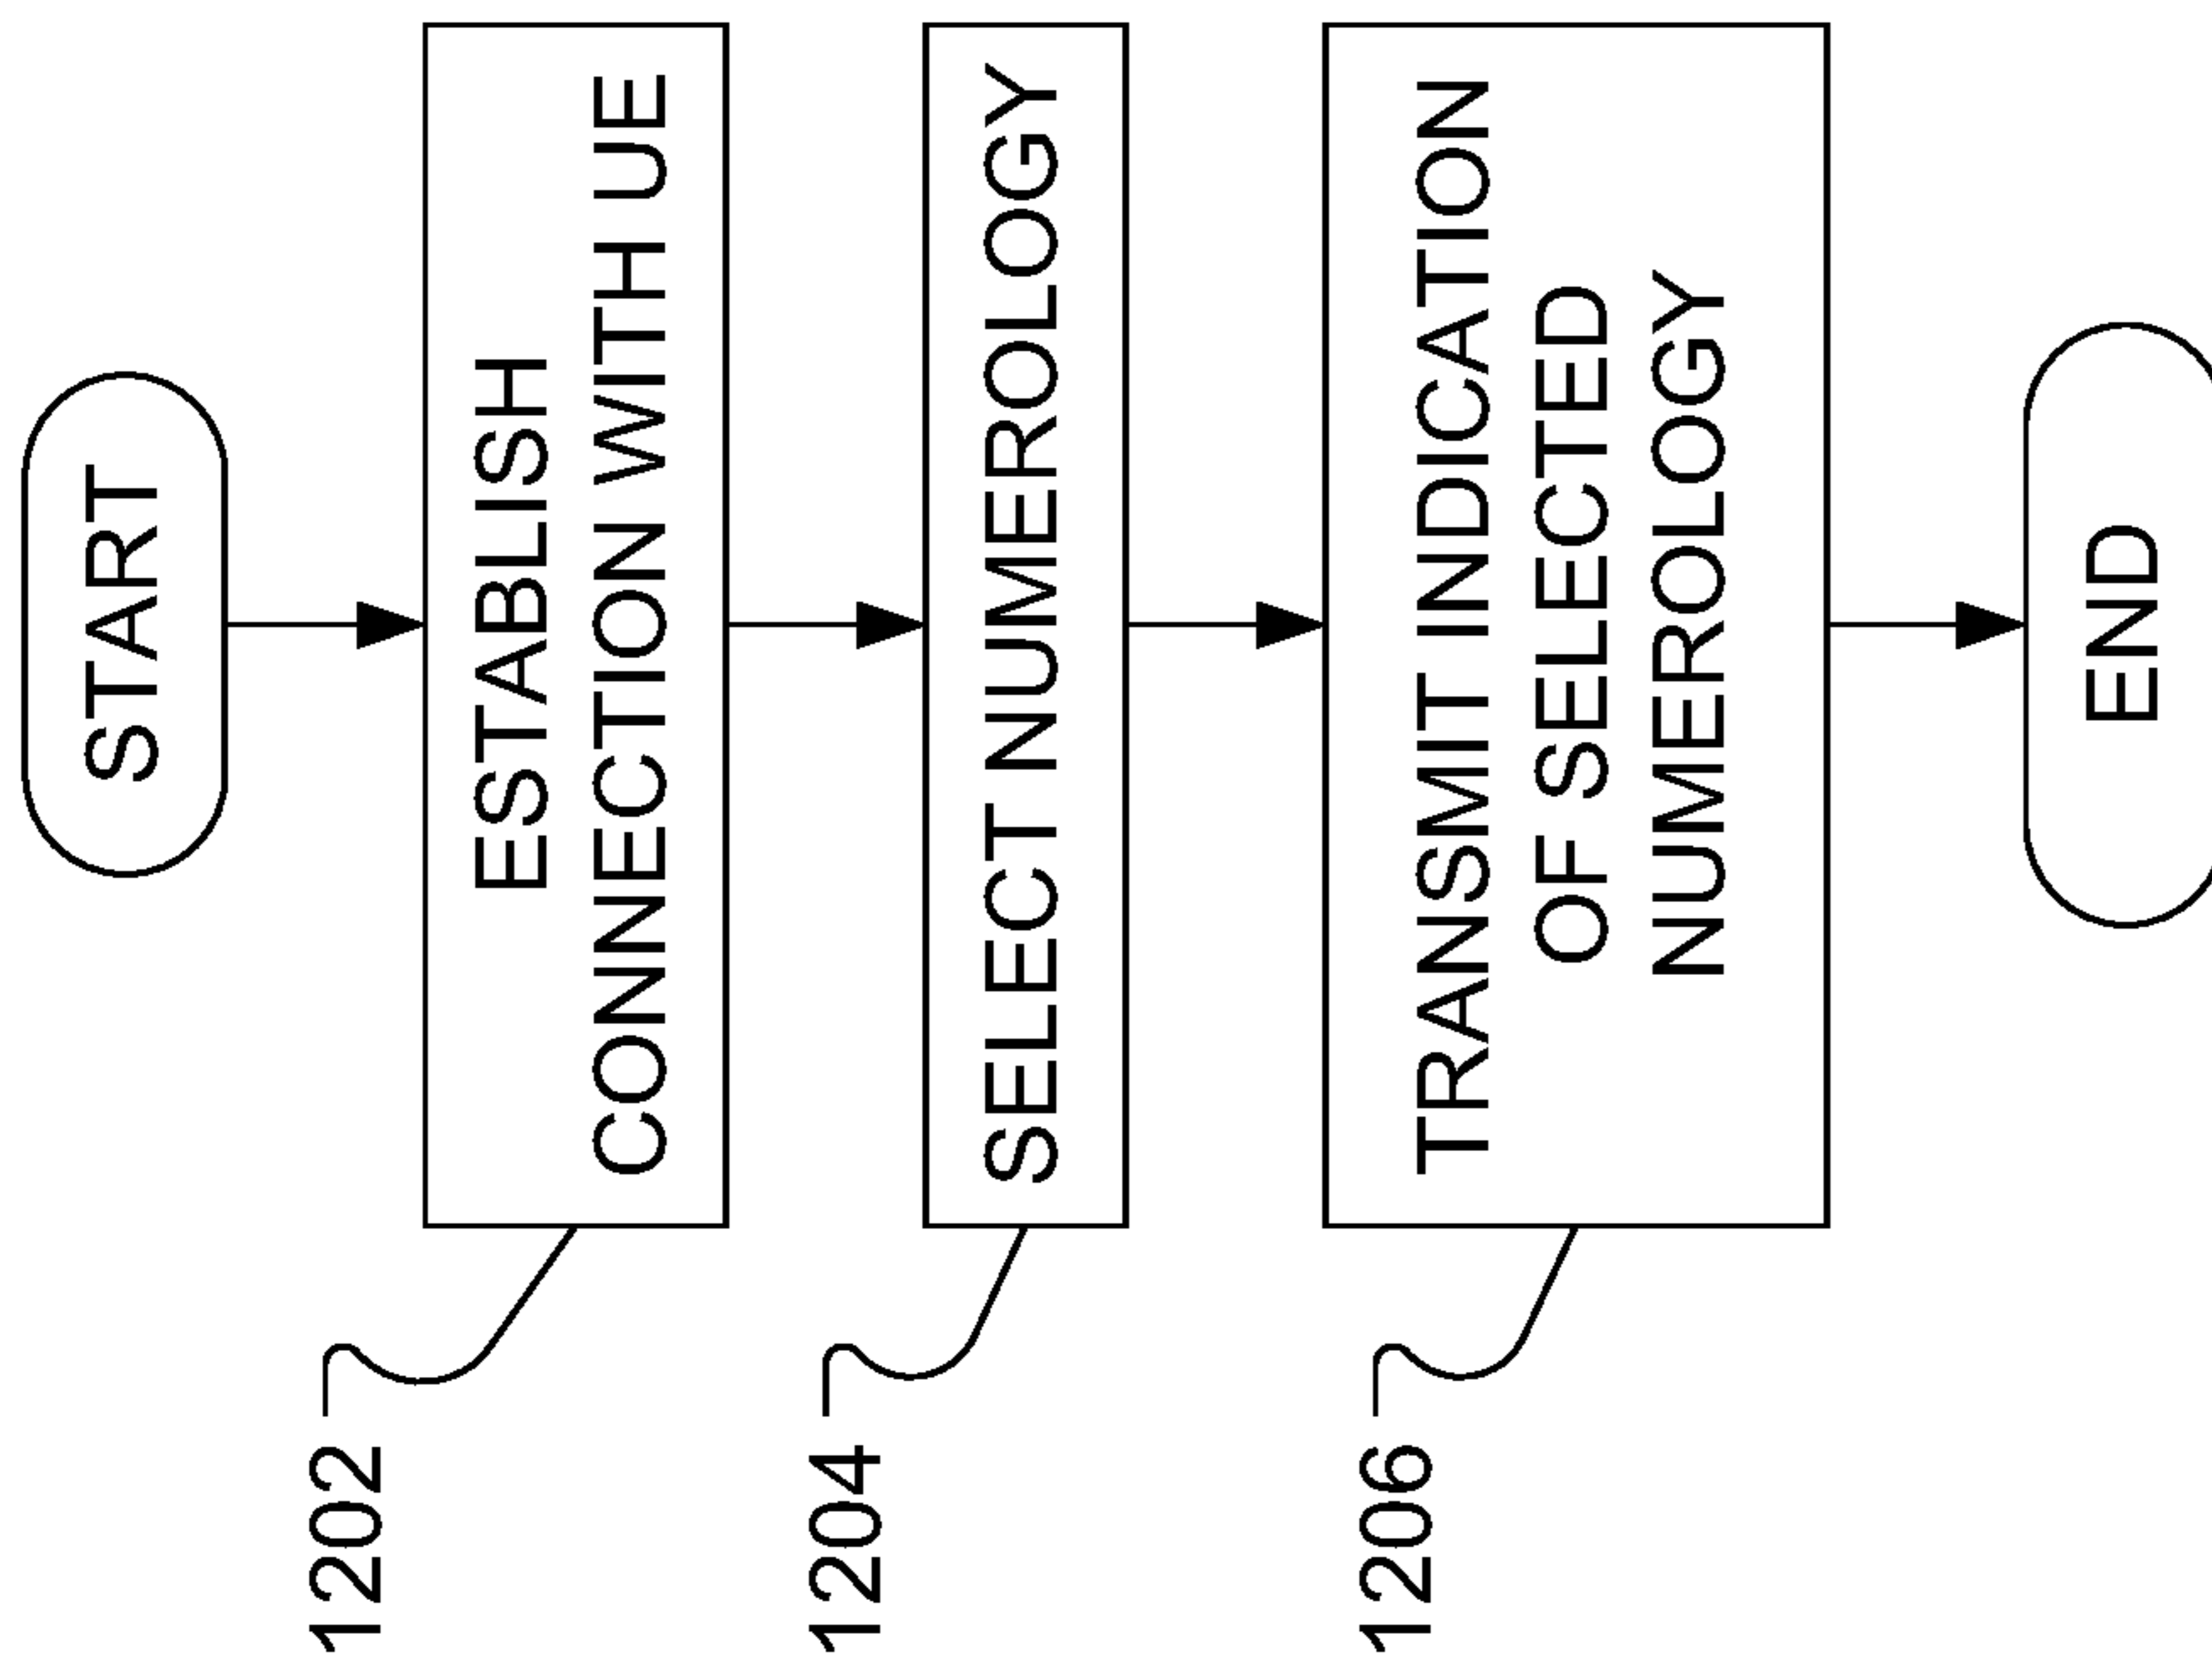 START
1202
ESTABLISH
CONNECTION WITH UE
1204
SELECT NUMEROLOGY
1206
TRANSMIT INDICATION
OF SELECTED
NUMEROLOGY
END